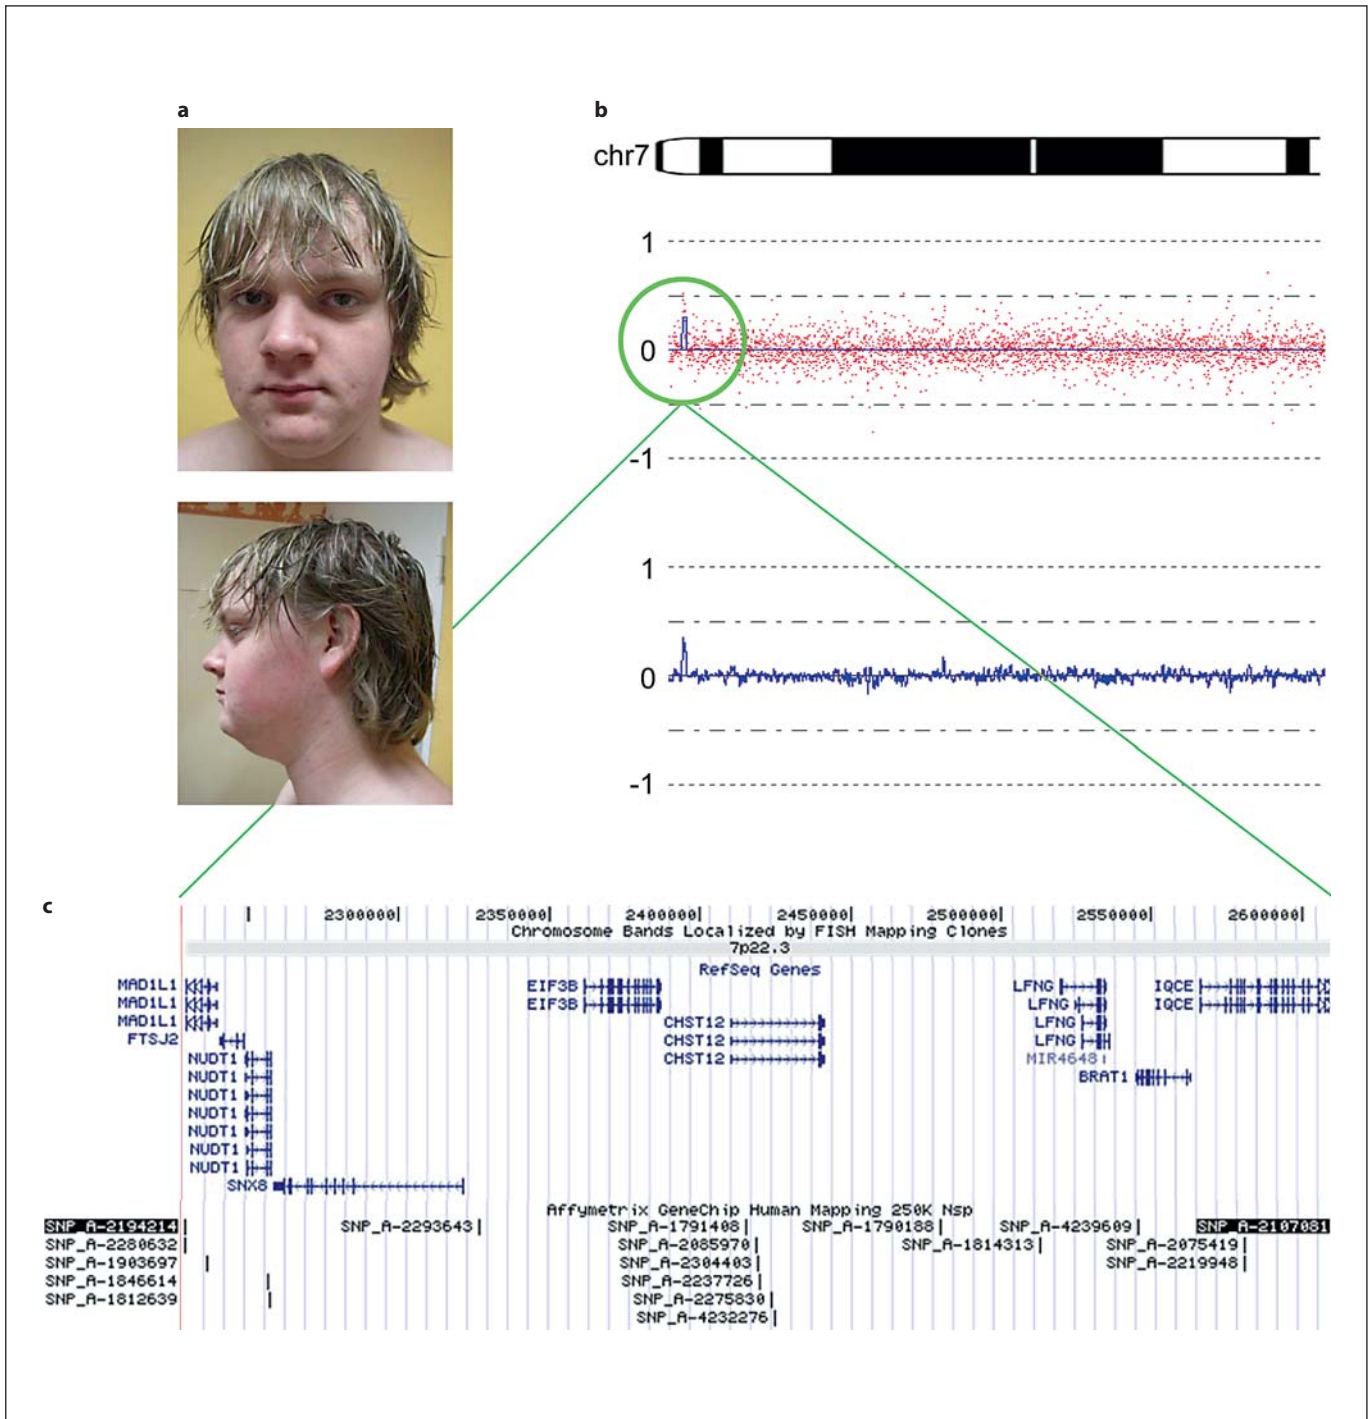 a
b
chr7
1
0
-1
1
0
-1
c
2300000| 2350000| 2400000| 2450000| 2500000| 2550000| 2600000|
Chromosome Bands Localized by FISH Mapping Clones
7p22.3
RefSeq Genes
MAD1L1 EIF3B LFNG IQCE
MAD1L1 EIF3B LFNG IQCE
MAD1L1 CHST12 LFNG
FTSJ2 CHST12 LFNG
NUDT1 CHST12 MIR4648
NUDT1 BRAT1
NUDT1
NUDT1
NUDT1
NUDT1
NUDT1
SNX8
Affymetrix GeneChip Human Mapping 250K Nsp
SNP_A-2194214 SNP_A-2293643 SNP_A-1791408 SNP_A-1790188 SNP_A-4239609 SNP_A-2107081
SNP_A-2280632 SNP_A-2085970 SNP_A-1814313 SNP_A-2075419
SNP_A-1903697 SNP_A-2304403 SNP_A-2219948
SNP_A-1846614 SNP_A-2237726
SNP_A-1812639 SNP_A-2275830
SNP_A-4232276